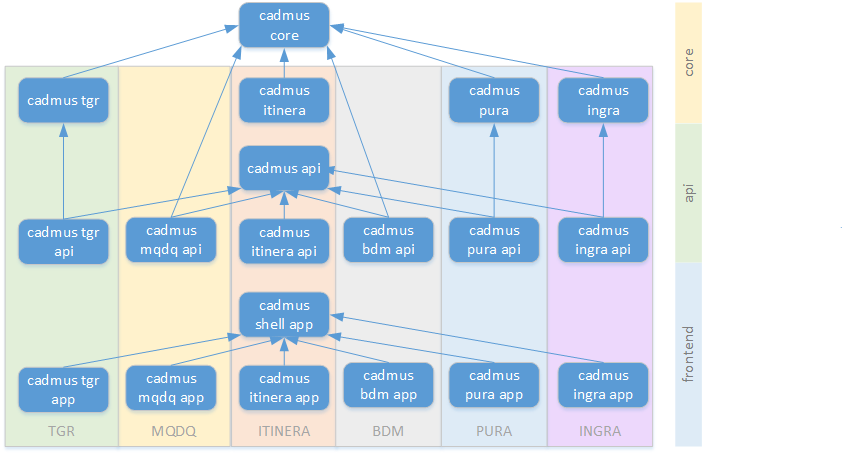 cadmus
core
cadmus tgr
cadmus
itinera
cadmus
pura
cadmus
ingra
core
cadmus api
api
cadmus tgr
api
cadmus
mqdq api
cadmus
itinera api
cadmus
bdm api
cadmus
pura api
cadmus
ingra api
cadmus
shell app
frontend
cadmus tgr
app
cadmus
mqdq app
cadmus
itinera app
cadmus
bdm app
cadmus
pura app
cadmus
ingra app
TGR
MQDQ
ITINERA
BDM
PURA
INGRA